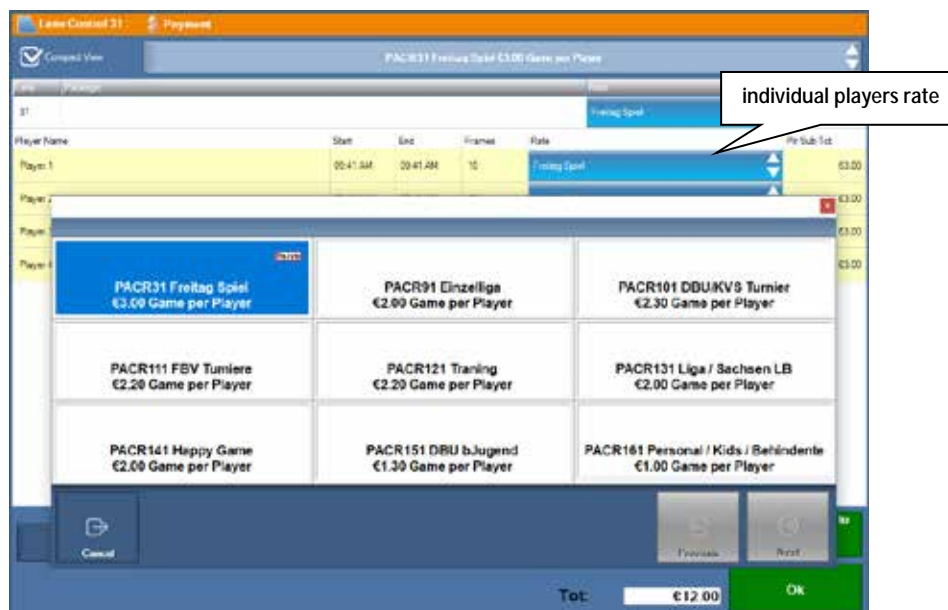 Lane Control 31 Payment
Compact View PACR31 Freitag Spiel €3.00 Game per Player
individual players rate
31 Freitag Spiel
Player Name Start End Frames Rate Plr Sub Tot
Player 1 09:41 AM 09:41 AM 10 Freitag Spiel €3.00
Player €3.00
Player €3.00
Player €3.00
PACR31 Freitag Spiel
€3.00 Game per Player
PACR91 Einzelliga
€2.00 Game per Player
PACR101 DBU/KVS Turnier
€2.30 Game per Player
PACR111 FBV Turniere
€2.20 Game per Player
PACR121 Traning
€2.20 Game per Player
PACR131 Liga / Sachsen LB
€2.00 Game per Player
PACR141 Happy Game
€2.00 Game per Player
PACR151 DBU bJugend
€1.30 Game per Player
PACR161 Personal / Kids / Behindente
€1.00 Game per Player
Cancel Previous Next
Tot: €12.00 Ok